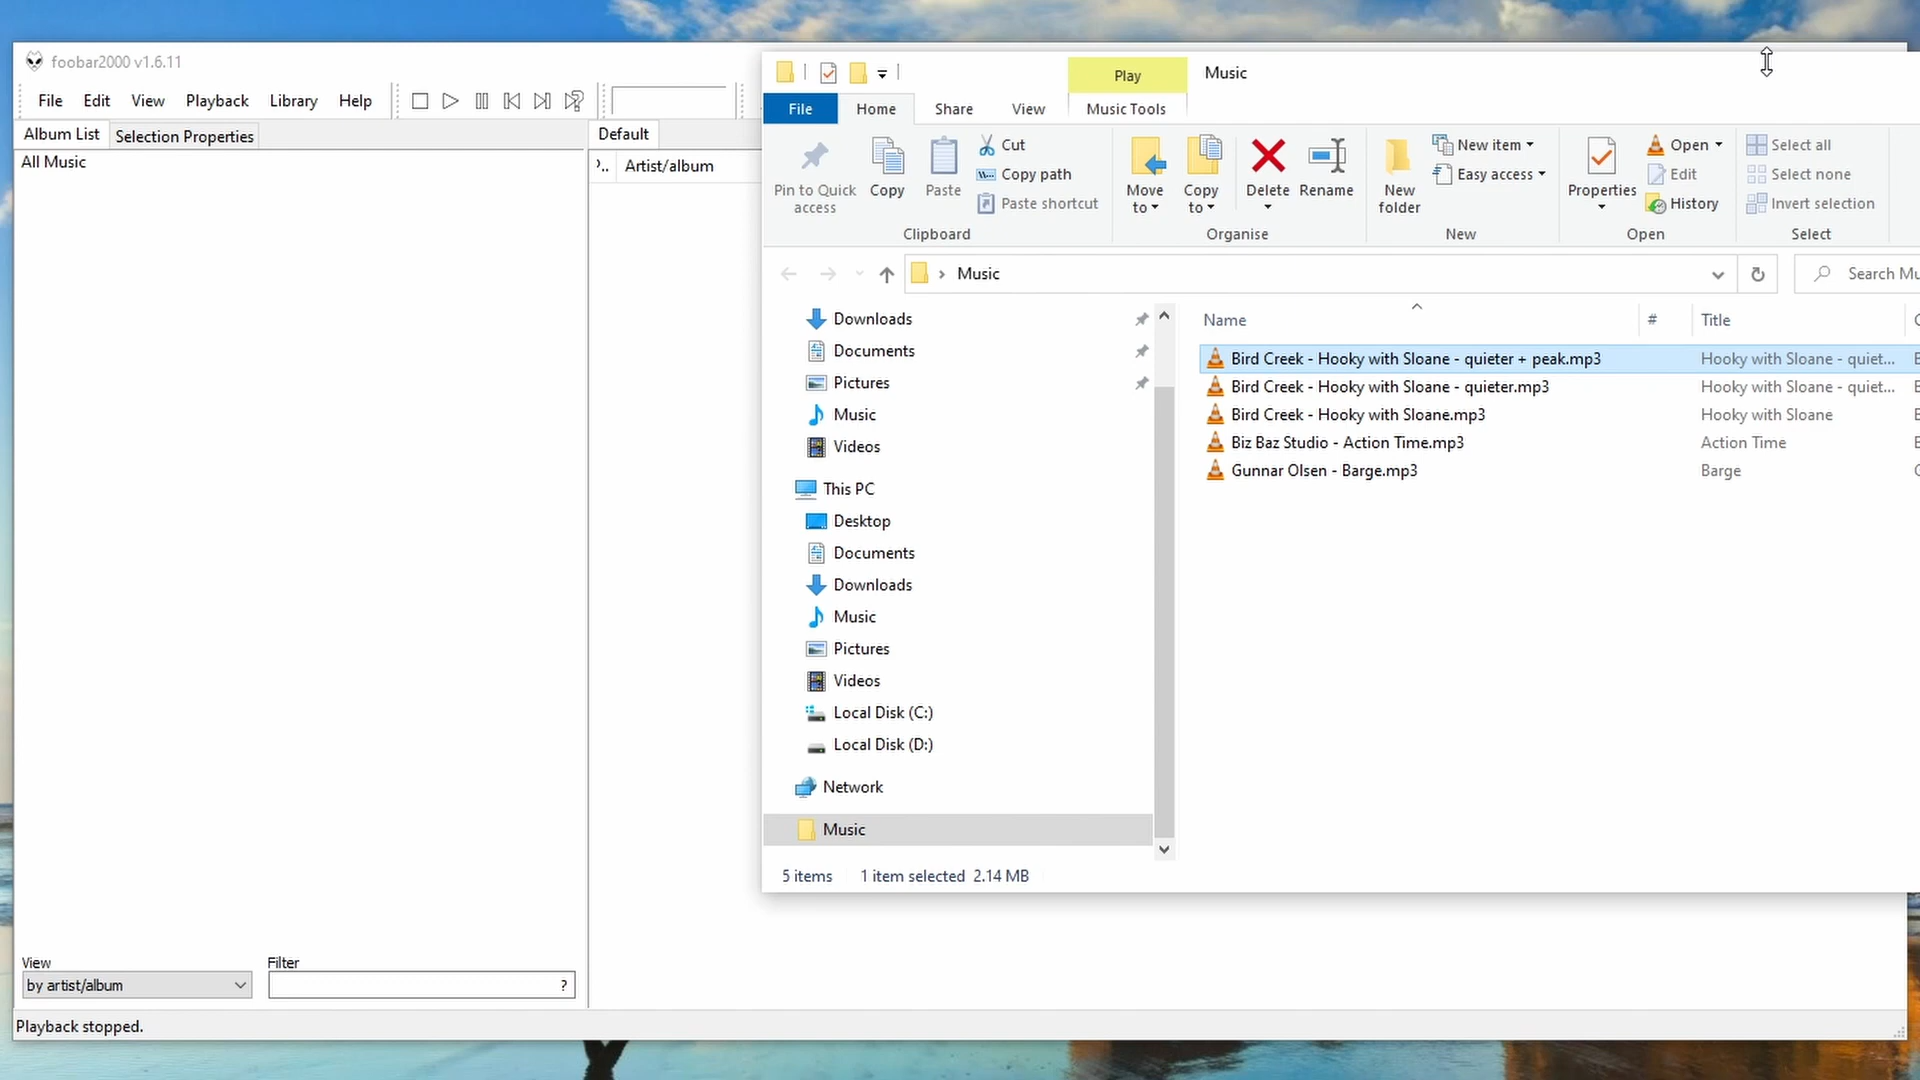 foobar2000 v1.6.11
File Edit View Playback Library Help
Album List Selection Properties
All Music
Default
Artist/album
View
by artist/album
Filter
?
Playback stopped.
Play
Music
File Home Share View Music Tools
Pin to Quick access
Copy
Paste
Cut
Copy path
Paste shortcut
Clipboard
Move to
Copy to
Delete
Rename
Organise
New folder
New item
Easy access
New
Properties
Open
Edit
History
Open
Select all
Select none
Invert selection
Select
Music
Search Mu
Downloads
Documents
Pictures
Music
Videos
This PC
Desktop
Documents
Downloads
Music
Pictures
Videos
Local Disk (C:)
Local Disk (D:)
Network
Music
Name # Title
Bird Creek - Hooky with Sloane - quieter + peak.mp3 Hooky with Sloane - quiet...
Bird Creek - Hooky with Sloane - quieter.mp3 Hooky with Sloane - quiet...
Bird Creek - Hooky with Sloane.mp3 Hooky with Sloane
Biz Baz Studio - Action Time.mp3 Action Time
Gunnar Olsen - Barge.mp3 Barge
5 items 1 item selected 2.14 MB